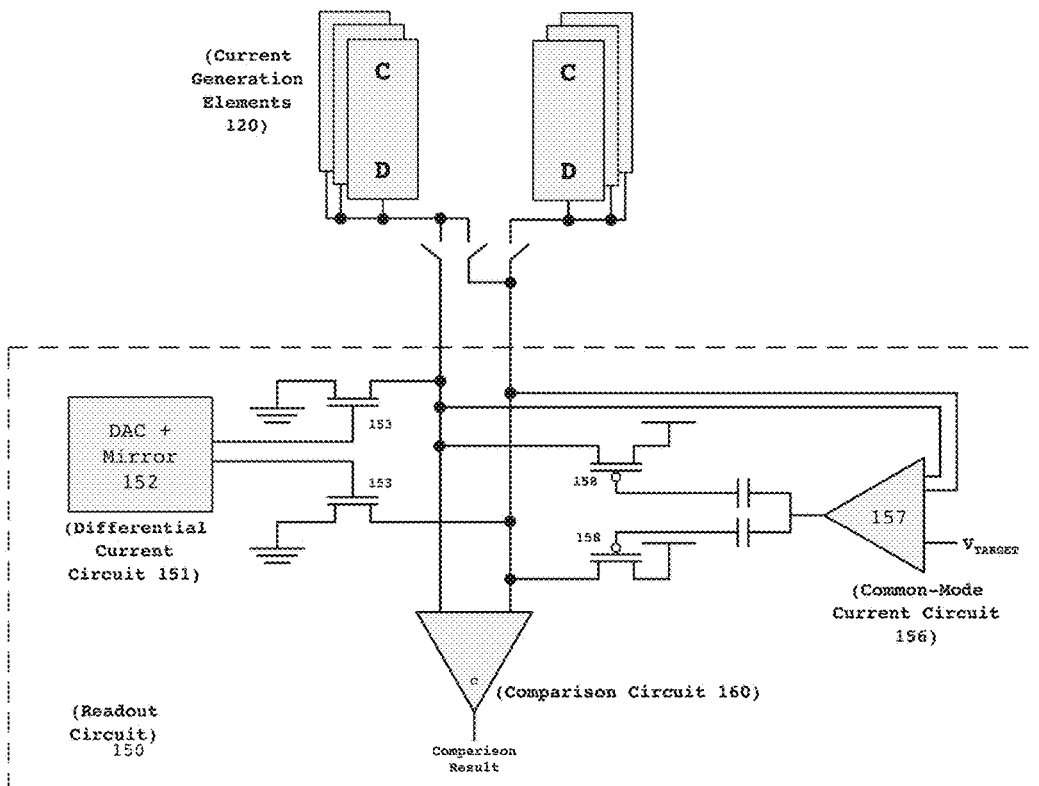 (Current
Generation
Elements
120)
C
D
C
D
DAC +
Mirror
152
(Differential
Current
Circuit 151)
153
153
158
158
157
VTARGET
(Common-Mode
Current Circuit
156)
C
(Comparison Circuit 160)
Comparison
Result
(Readout
Circuit)
150